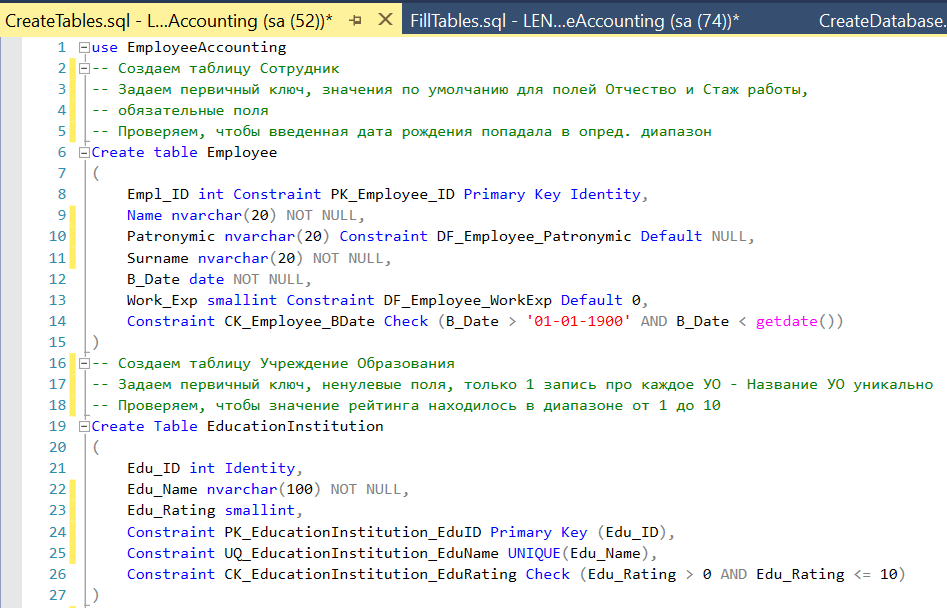 CreateTables.sql - L...Accounting (sa (52))* FillTables.sql - LEN...eAccounting (sa (74))* CreateDatabase.
1 use EmployeeAccounting
2 -- Создаем таблицу Сотрудник
3 -- Задаем первичный ключ, значения по умолчанию для полей Отчество и Стаж работы,
4 -- обязательные поля
5 -- Проверяем, чтобы введенная дата рождения попадала в опред. диапазон
6 Create table Employee
7 (
8 Empl_ID int Constraint PK_Employee_ID Primary Key Identity,
9 Name nvarchar(20) NOT NULL,
10 Patronymic nvarchar(20) Constraint DF_Employee_Patronymic Default NULL,
11 Surname nvarchar(20) NOT NULL,
12 B_Date date NOT NULL,
13 Work_Exp smallint Constraint DF_Employee_WorkExp Default 0,
14 Constraint CK_Employee_BDate Check (B_Date > '01-01-1900' AND B_Date < getdate())
15 )
16 -- Создаем таблицу Учреждение Образования
17 -- Задаем первичный ключ, ненулевые поля, только 1 запись про каждое УО - Название УО уникально
18 -- Проверяем, чтобы значение рейтинга находилось в диапазоне от 1 до 10
19 Create Table EducationInstitution
20 (
21 Edu_ID int Identity,
22 Edu_Name nvarchar(100) NOT NULL,
23 Edu_Rating smallint,
24 Constraint PK_EducationInstitution_EduID Primary Key (Edu_ID),
25 Constraint UQ_EducationInstitution_EduName UNIQUE(Edu_Name),
26 Constraint CK_EducationInstitution_EduRating Check (Edu_Rating > 0 AND Edu_Rating <= 10)
27 )